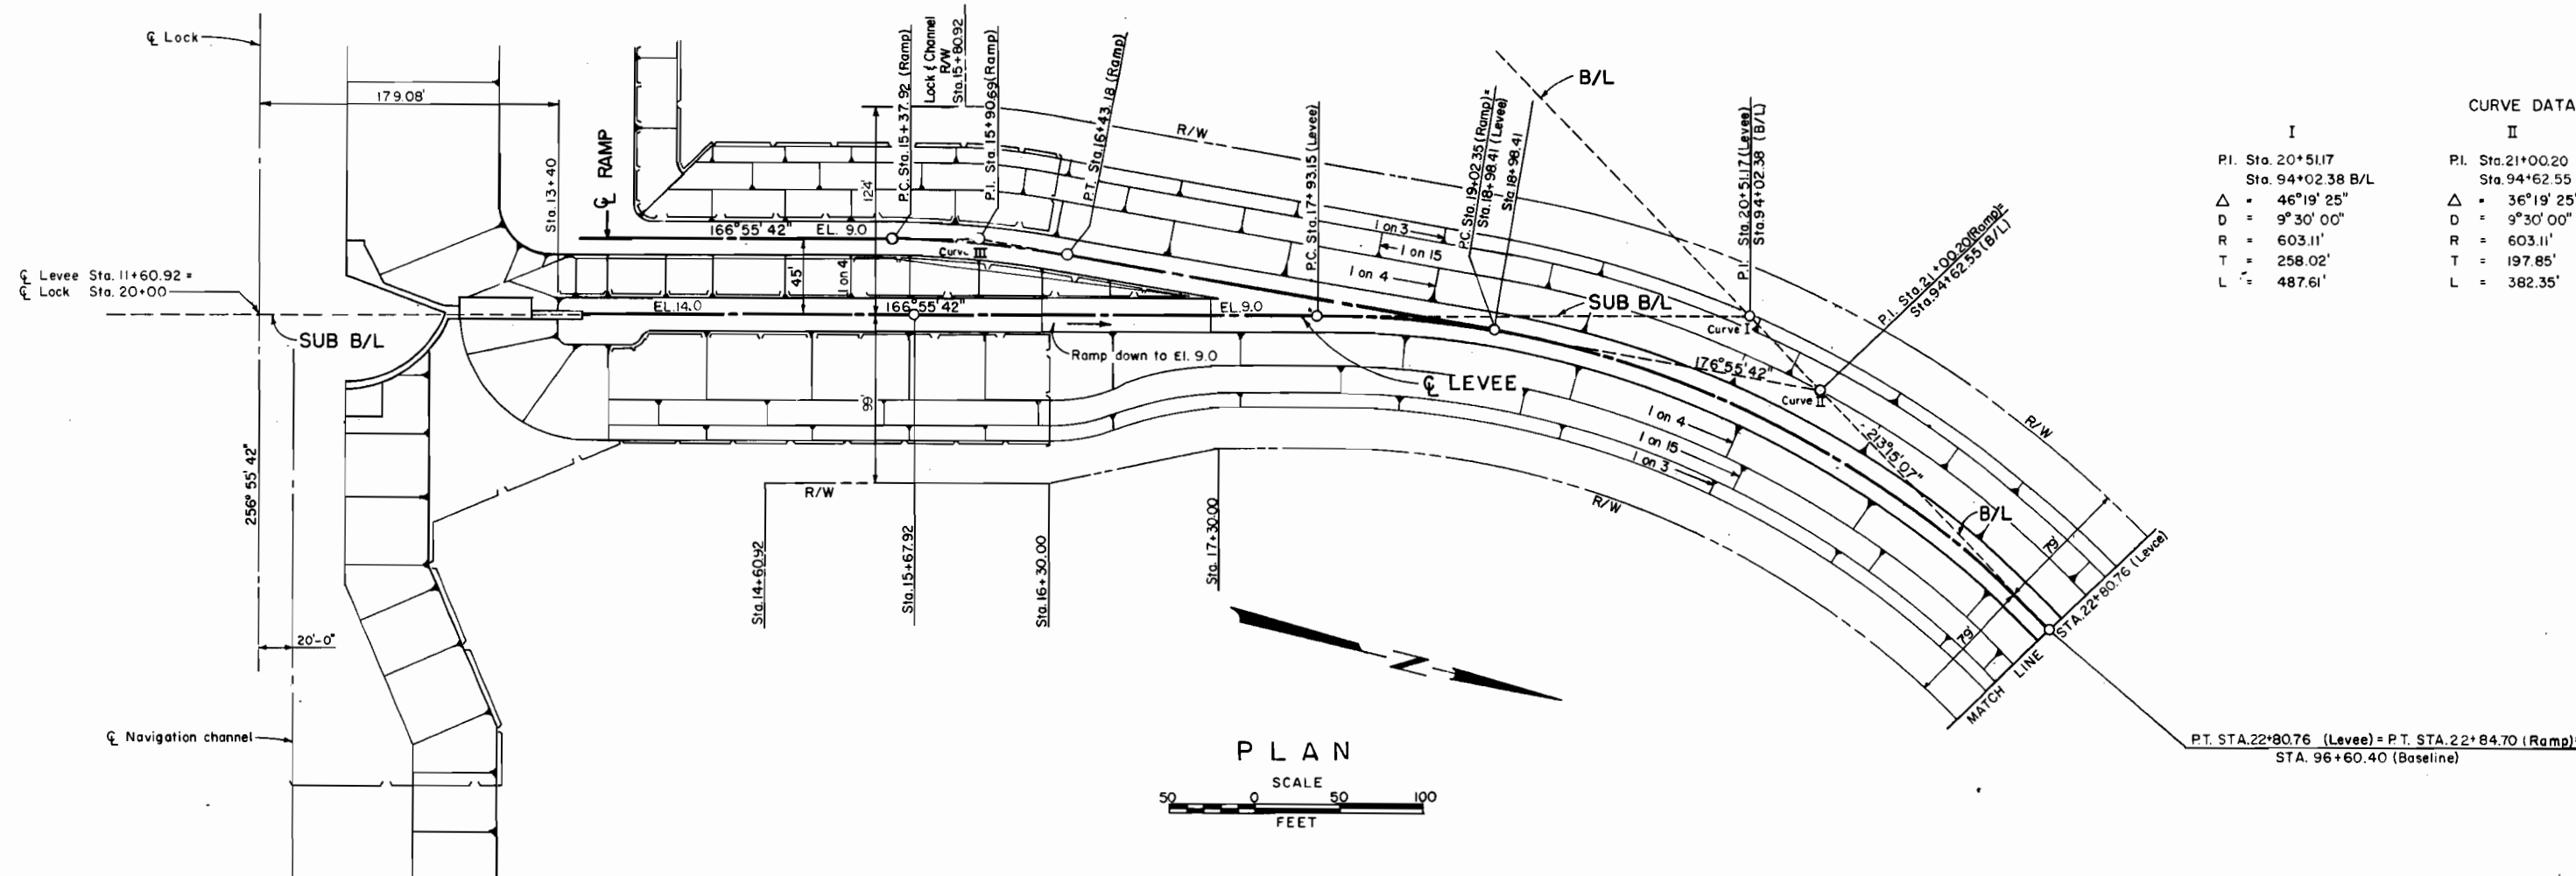 ℄ Lock
179.08'
Sta. 13+40
℄ RAMP
Lock & Channel
R/W
Sta. 15+80.92
P.C. Sta. 15+37.92 (Ramp)
P.I. Sta. 15+90.69 (Ramp)
P.T. Sta. 16+43.18 (Ramp)
124'
R/W
B/L
P.C. Sta. 17+93.15 (Levee)
P.C. Sta. 19+02.35 (Ramp)=
Sta. 18+98.41 (Levee)
Sta 18+98.41
P.I. Sta. 20+51.17 (Levee)
Sta. 94+02.38 (B/L)
P.I. Sta. 21+00.20 (Ramp)=
Sta. 94+62.55 (B/L)
CURVE DATA
I
P.I. Sta. 20+51.17
Sta. 94+02.38 B/L
△ = 46°19' 25"
D = 9°30' 00"
R = 603.11'
T = 258.02'
L = 487.61'
II
P.I. Sta. 21+00.20
Sta. 94+62.55
△ = 36°19' 25"
D = 9°30' 00"
R = 603.11'
T = 197.85'
L = 382.35'
166°55' 42"
EL. 9.0
Curve III
45'
1 on 4
1 on 3
1 on 15
1 on 4
℄ Levee Sta. 11+60.92 =
℄ Lock Sta. 20+00
SUB B/L
EL. 14.0
166°55' 42"
EL. 9.0
SUB B/L
Curve I
Ramp down to El. 9.0
℄ LEVEE
176°55' 42"
Curve II
99'
1 on 4
1 on 15
1 on 3
213°15' 07"
R/W
B/L
R/W
R/W
256° 55' 42"
Sta. 14+60.92
Sta. 15+67.92
Sta. 16+30.00
Sta. 17+30.00
79'
79'
20'-0"
N
MATCH LINE STA. 22+80.76 (Levee)
℄ Navigation channel
P.T. STA. 22+80.76 (Levee) = P.T. STA. 22+84.70 (Ramp)=
STA. 96+60.40 (Baseline)
PLAN
SCALE
50 0 50 100
FEET